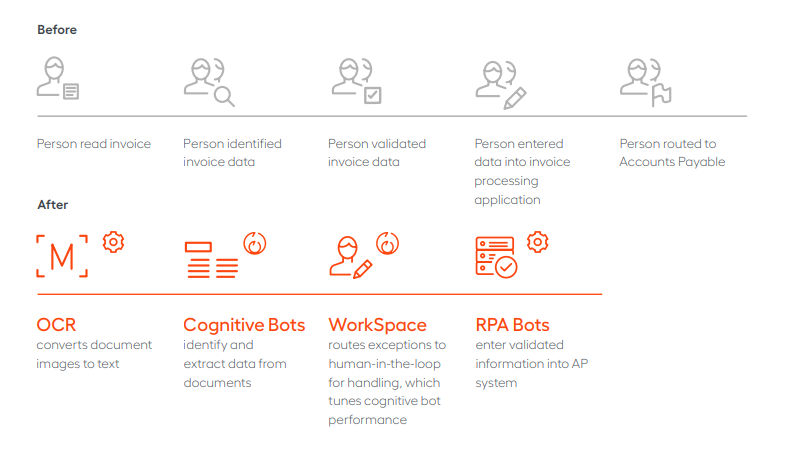 Before
Person read invoice
Person identified
invoice data
Person validated
invoice data
Person entered
data into invoice
processing
application
Person routed to
Accounts Payable
After
M
OCR
converts document
images to text
Cognitive Bots
identify and
extract data from
documents
WorkSpace
routes exceptions to
human-in-the-loop
for handling, which
tunes cognitive bot
performance
RPA Bots
enter validated
information into AP
system